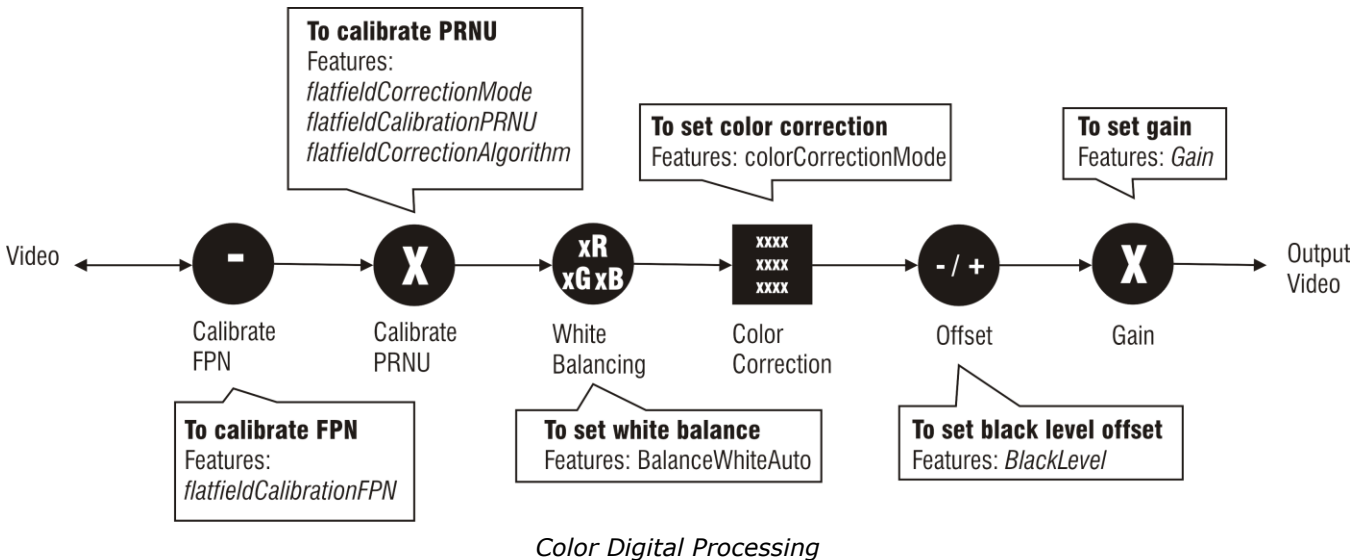 To calibrate PRNU
Features:
flatfieldCorrectionMode
flatfieldCalibrationPRNU
flatfieldCorrectionAlgorithm
To set color correction
Features: colorCorrectionMode
To set gain
Features: Gain
Video
-
X
xR
xG xB
xxxx
xxxx
xxxx
- / +
X
Output
Video
Calibrate
FPN
Calibrate
PRNU
White
Balancing
Color
Correction
Offset
Gain
To calibrate FPN
Features:
flatfieldCalibrationFPN
To set white balance
Features: BalanceWhiteAuto
To set black level offset
Features: BlackLevel
Color Digital Processing